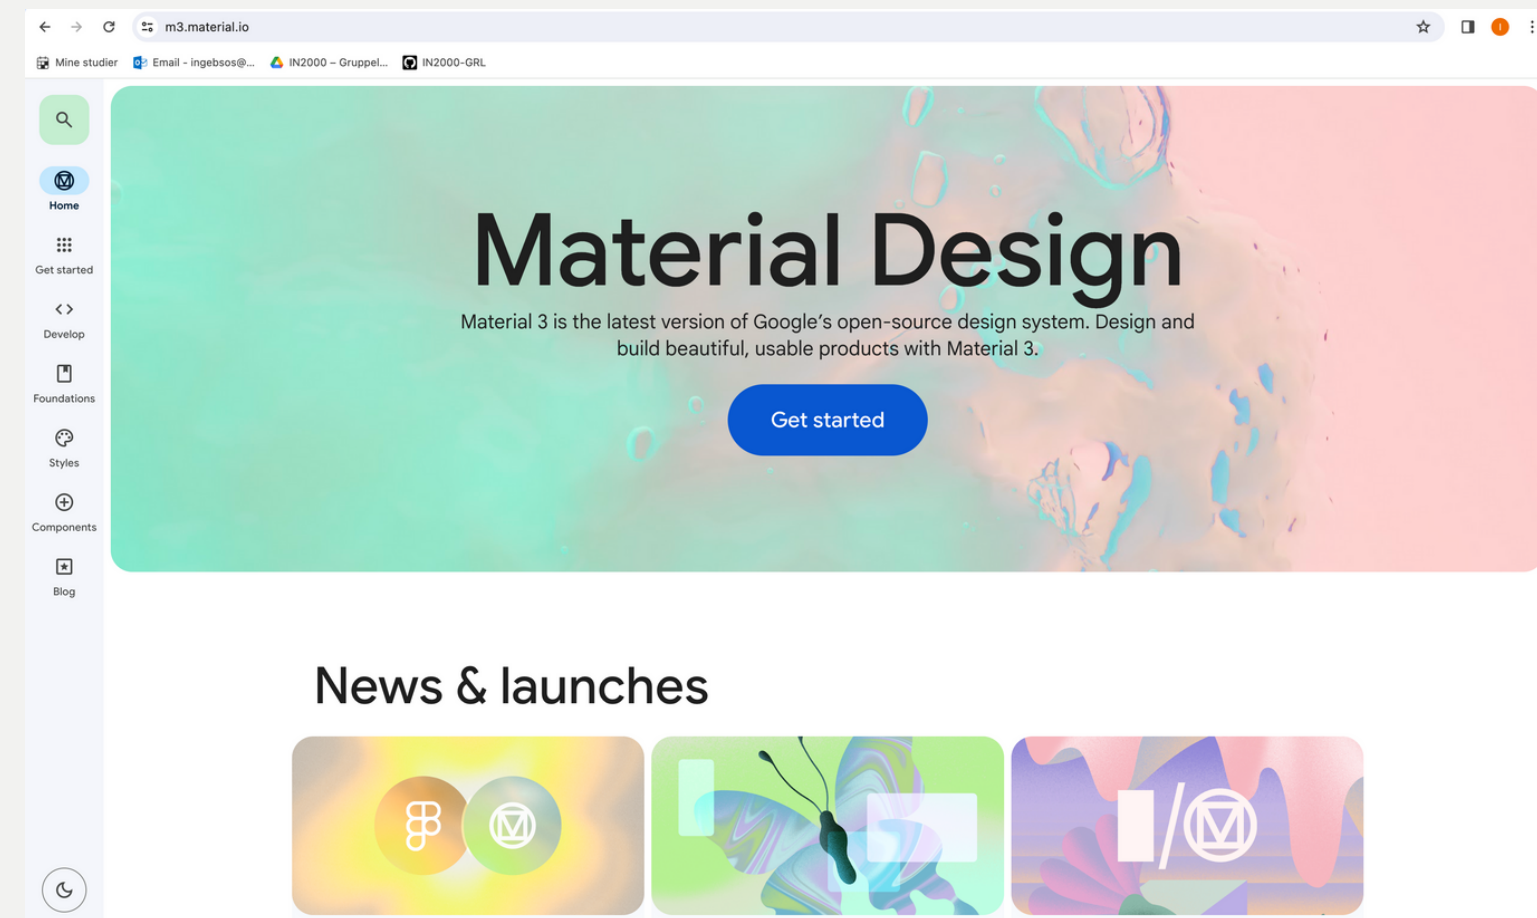 m3.material.io
Mine studier
Email - ingebsos@...
IN2000 – Gruppel...
IN2000-GRL
Home
Get started
Develop
Foundations
Styles
Components
Blog
Material Design
Material 3 is the latest version of Google’s open-source design system. Design and
build beautiful, usable products with Material 3.
Get started
News & launches